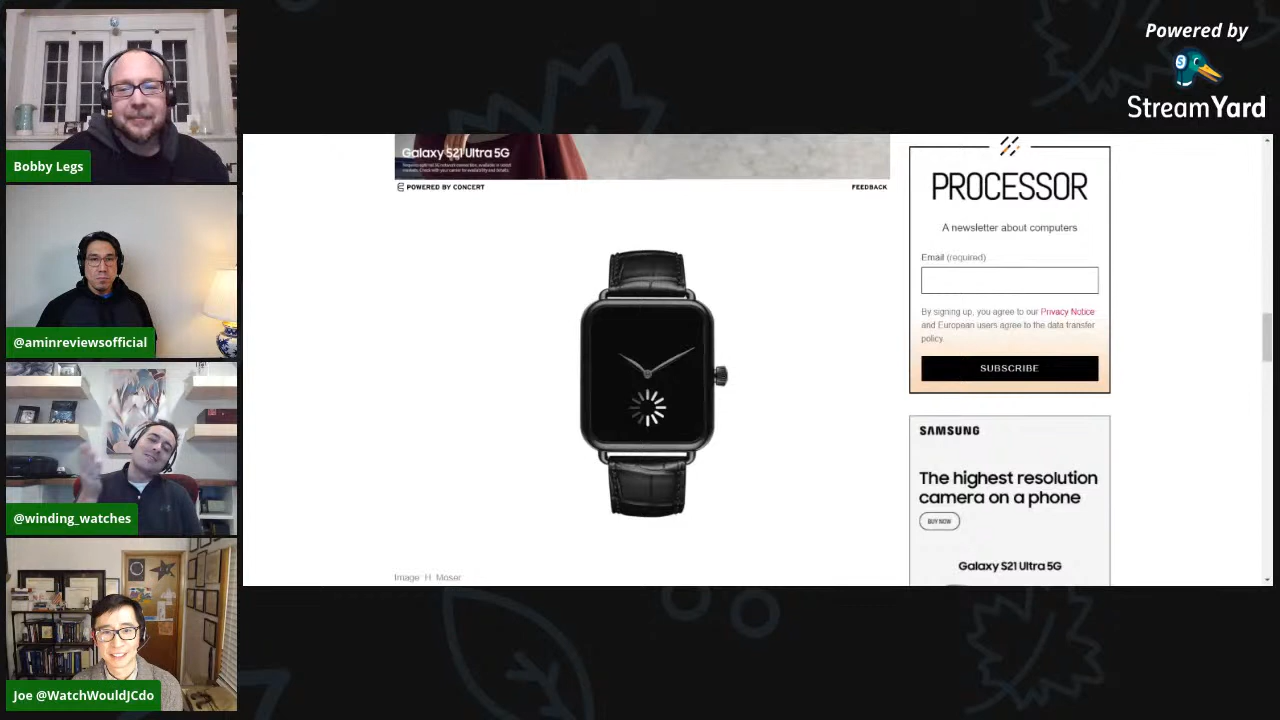 Powered by
StreamYard
Bobby Legs
@aminreviewsofficial
@winding_watches
Joe @WatchWouldJCdo
Galaxy S21 Ultra 5G
POWERED BY CONCERT
FEEDBACK
Image H Moser
PROCESSOR
A newsletter about computers
Email (required)
By signing up, you agree to our Privacy Notice
and European users agree to the data transfer
policy.
SUBSCRIBE
SAMSUNG
The highest resolution
camera on a phone
BUY NOW
Galaxy S21 Ultra 5G